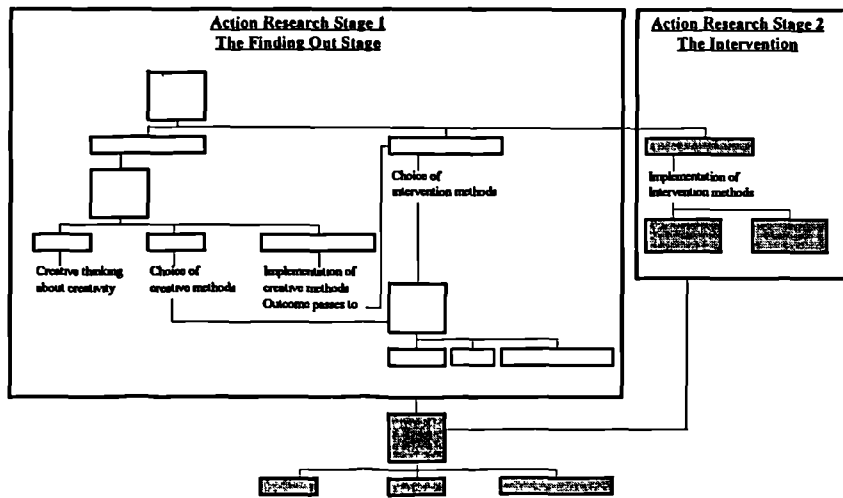 Action Research Stage 1
The Finding Out Stage
Action Research Stage 2
The Intervention
Choice of
intervention methods
Implementation of
Intervention methods
Creative thinking
about creativity
Choice of
creative methods
Implementation of
creative methods
Outcome passes to